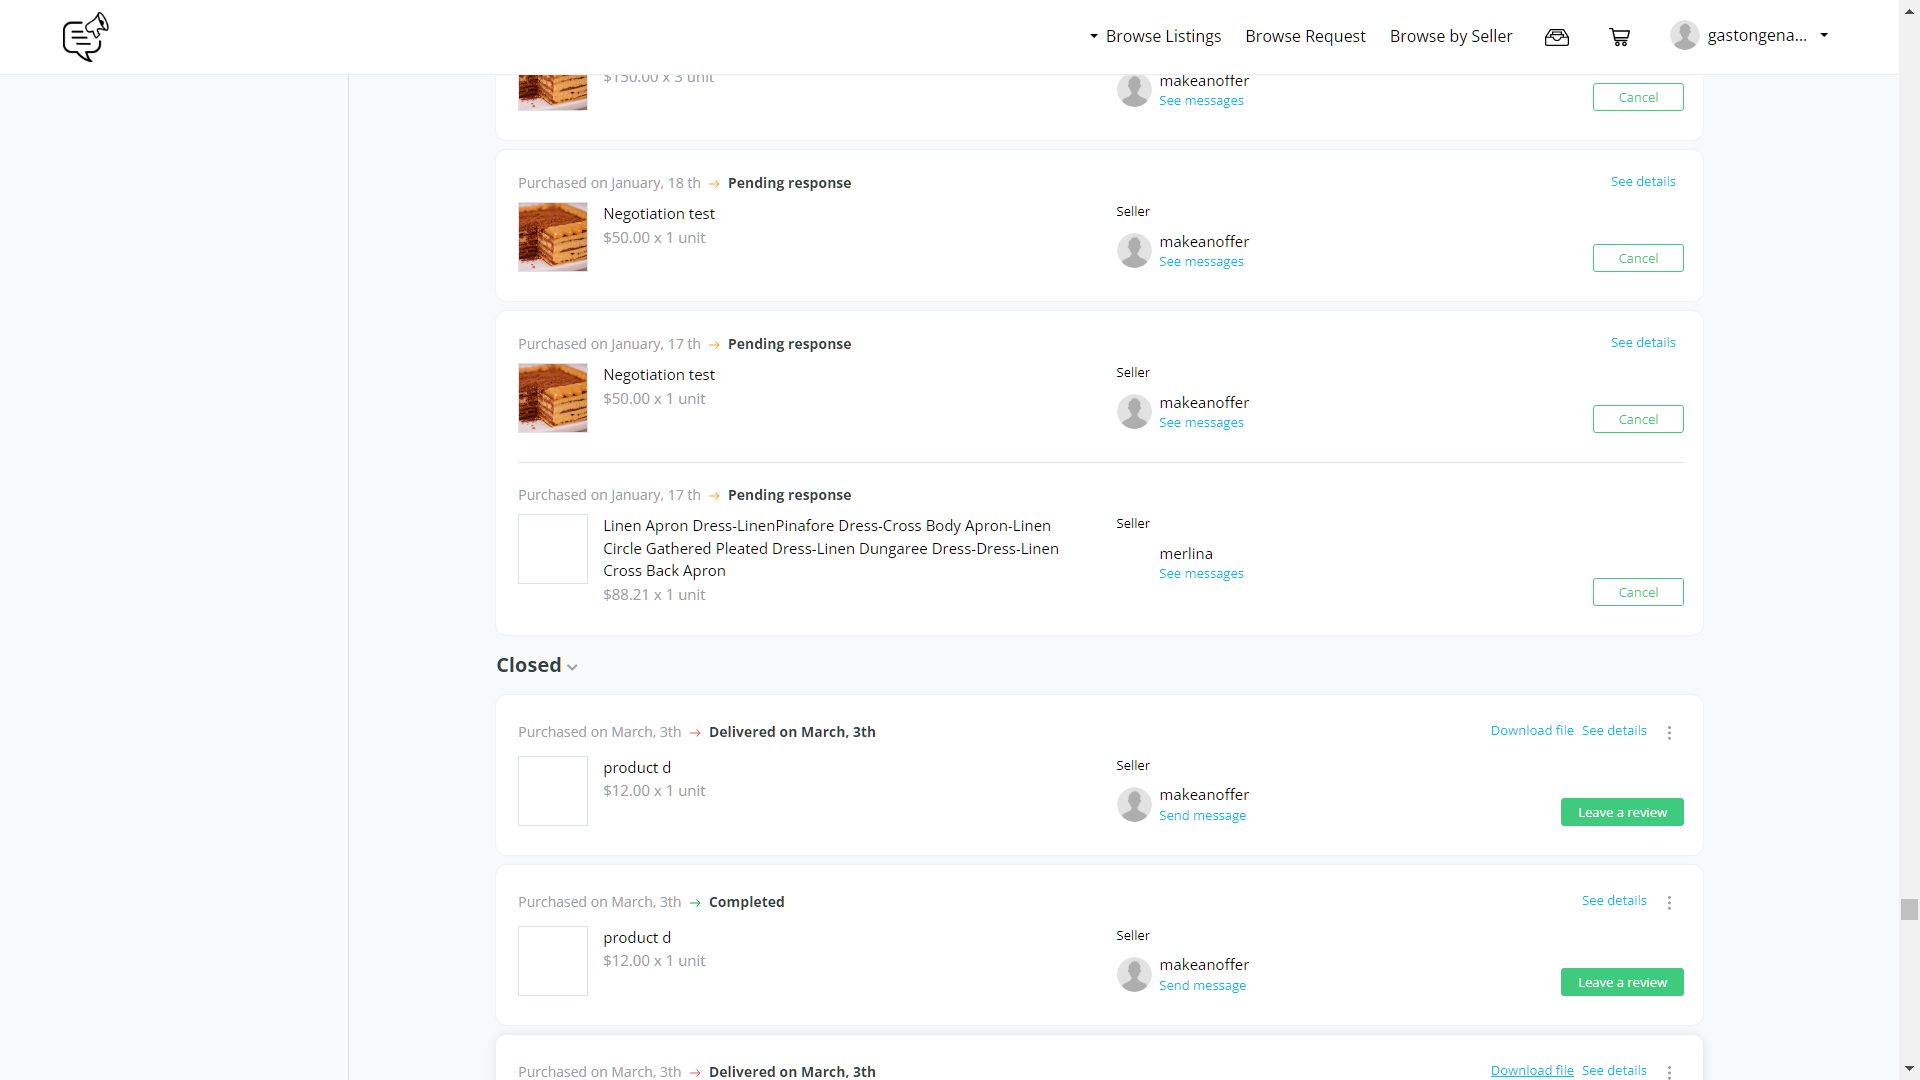 Browse Listings
Browse Request
Browse by Seller
gastongena...
$150.00 x 3 unit
makeanoffer
See messages
Cancel
Purchased on January, 18 th → Pending response
See details
Negotiation test
$50.00 x 1 unit
Seller
makeanoffer
See messages
Cancel
Purchased on January, 17 th → Pending response
See details
Negotiation test
$50.00 x 1 unit
Seller
makeanoffer
See messages
Cancel
Purchased on January, 17 th → Pending response
Linen Apron Dress-LinenPinafore Dress-Cross Body Apron-Linen
Circle Gathered Pleated Dress-Linen Dungaree Dress-Dress-Linen
Cross Back Apron
$88.21 x 1 unit
Seller
merlina
See messages
Cancel
Closed
Purchased on March, 3th → Delivered on March, 3th
Download file
See details
product d
$12.00 x 1 unit
Seller
makeanoffer
Send message
Leave a review
Purchased on March, 3th → Completed
See details
product d
$12.00 x 1 unit
Seller
makeanoffer
Send message
Leave a review
Purchased on March, 3th → Delivered on March, 3th
Download file
See details